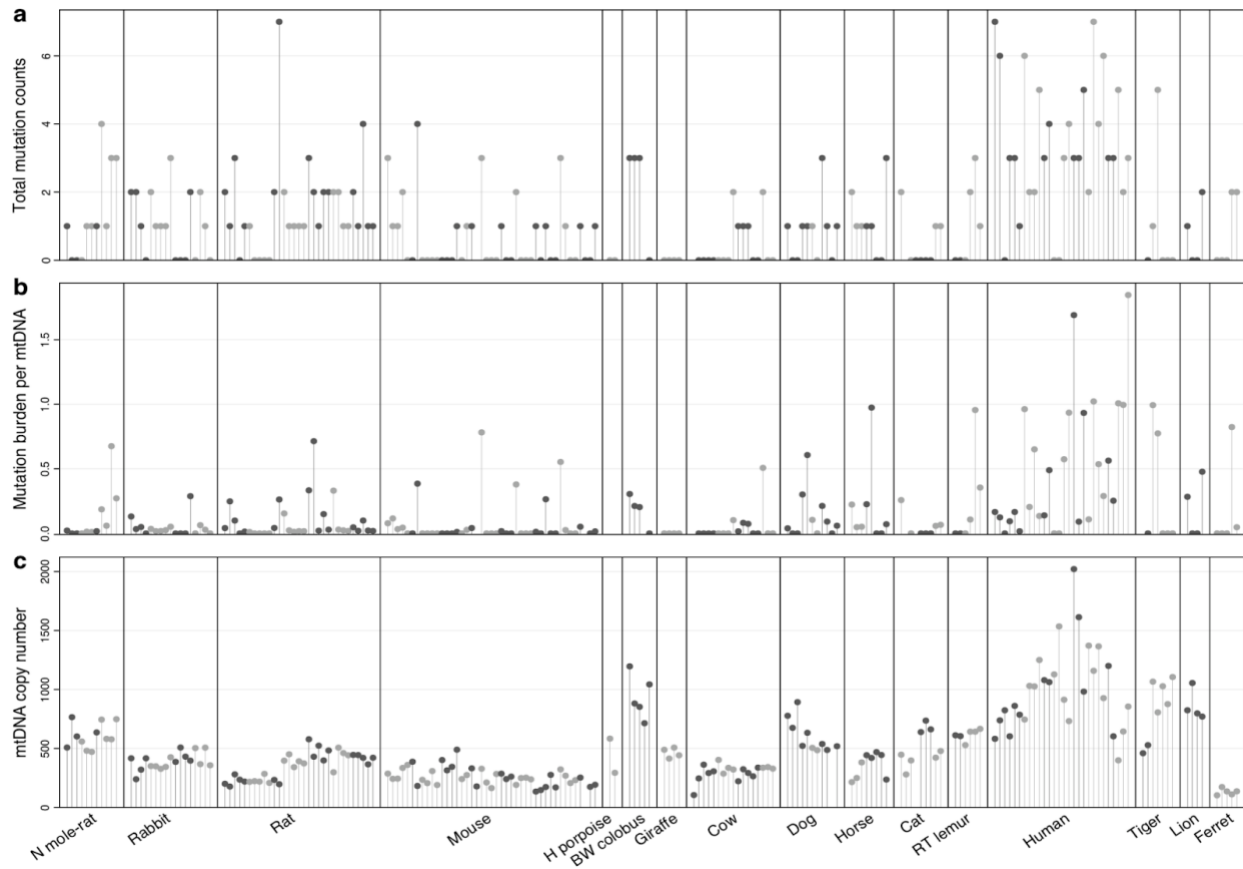 a
Total mutation counts
6
4
2
0
b
Mutation burden per mtDNA
1.5
1.0
0.5
0.0
c
mtDNA copy number
2000
1500
1000
500
0
N mole-rat
Rabbit
Rat
Mouse
H porpoise
BW colobus
Giraffe
Cow
Dog
Horse
Cat
RT lemur
Human
Tiger
Lion
Ferret